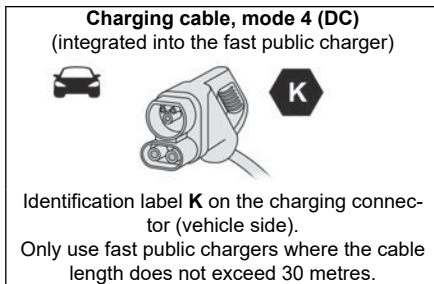 Charging cable, mode 4 (DC)
(integrated into the fast public charger)
K
Identification label K on the charging connec-
tor (vehicle side).
Only use fast public chargers where the cable
length does not exceed 30 metres.